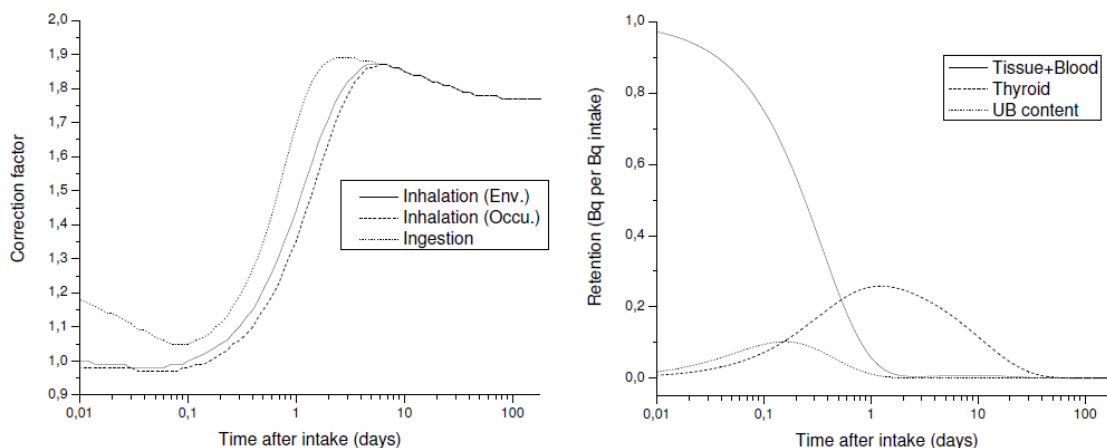 2,0
1,9
1,8
1,7
1,6
1,5
1,4
1,3
1,2
1,1
1,0
0,9
Correction factor
Inhalation (Env.)
Inhalation (Occu.)
Ingestion
0,01
0,1
1
10
100
Time after intake (days)
1,0
0,8
0,6
0,4
0,2
0,0
Retention (Bq per Bq intake)
Tissue+Blood
Thyroid
UB content
0,01
0,1
1
10
100
Time after intake (days)